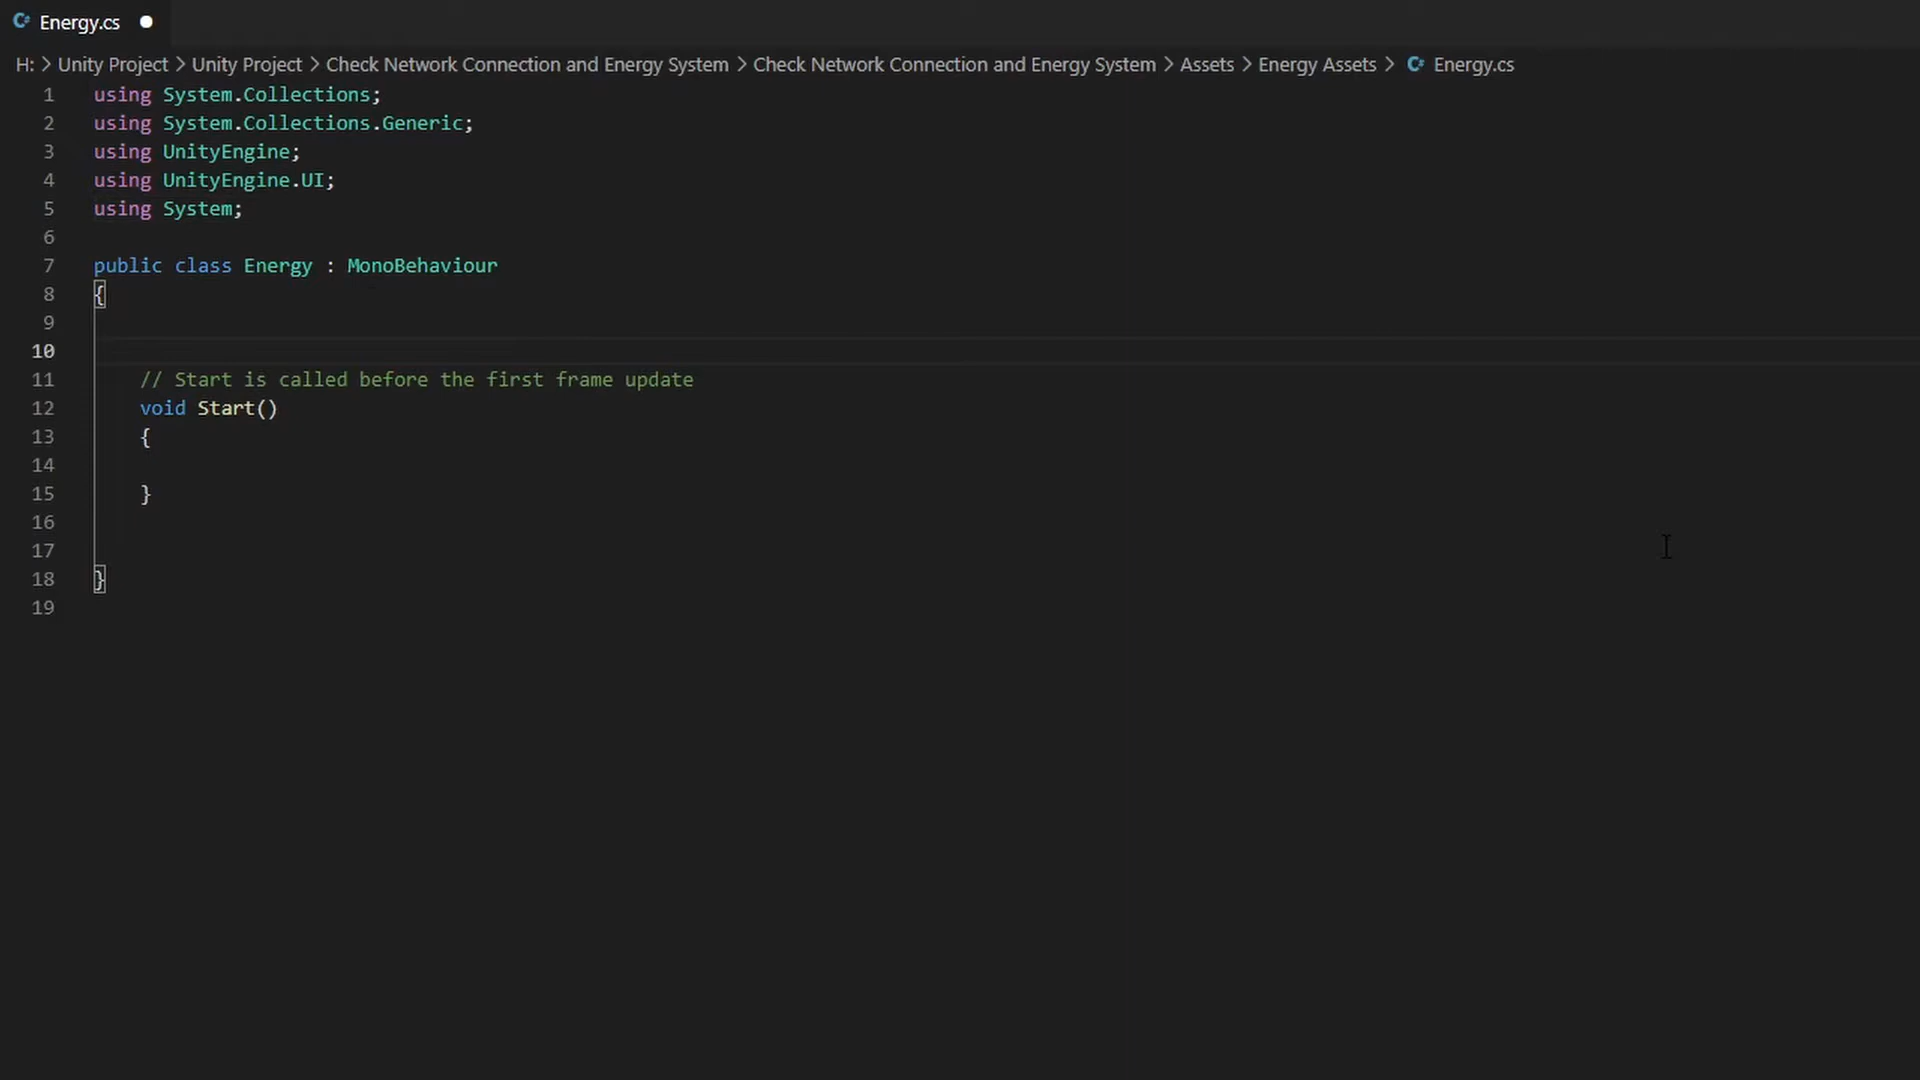 Energy.cs
H: > Unity Project > Unity Project > Check Network Connection and Energy System > Check Network Connection and Energy System > Assets > Energy Assets > Energy.cs
1 using System.Collections;
2 using System.Collections.Generic;
3 using UnityEngine;
4 using UnityEngine.UI;
5 using System;
6
7 public class Energy : MonoBehaviour
8 {
9
10
11 // Start is called before the first frame update
12 void Start()
13 {
14
15 }
16
17
18 }
19